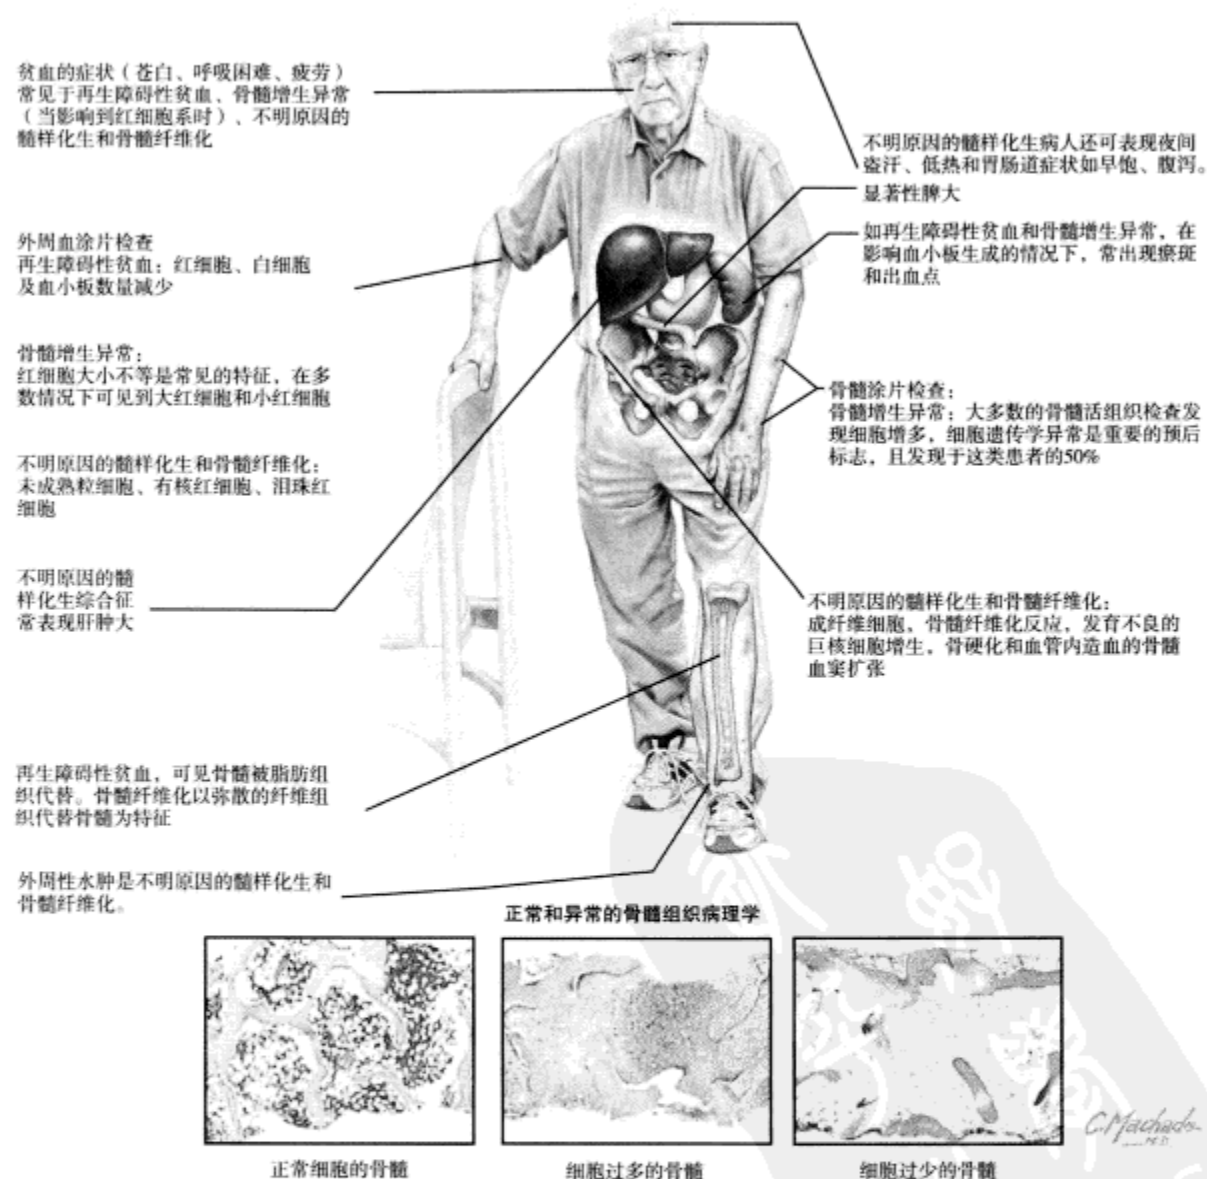 贫血的症状（苍白、呼吸困难、疲劳）
常见于再生障碍性贫血、骨髓增生异常
（当影响到红细胞系时）、不明原因的
髓样化生和骨髓纤维化
外周血涂片检查
再生障碍性贫血：红细胞、白细胞
及血小板数量减少
骨髓增生异常：
红细胞大小不等是常见的特征，在多
数情况下可见到大红细胞和小红细胞
不明原因的髓样化生和骨髓纤维化：
未成熟粒细胞、有核红细胞、泪珠红
细胞
不明原因的髓
样化生综合征
常表现肝肿大
再生障碍性贫血，可见骨髓被脂肪组
织代替。骨髓纤维化以弥散的纤维组
织代替骨髓为特征
外周性水肿是不明原因的髓样化生和
骨髓纤维化。
不明原因的髓样化生病人还可表现夜间
盗汗、低热和胃肠道症状如早饱、腹泻。
显著性脾大
如再生障碍性贫血和骨髓增生异常，在
影响血小板生成的情况下，常出现瘀斑
和出血点
骨髓涂片检查：
骨髓增生异常：大多数的骨髓活组织检查发
现细胞增多，细胞遗传学异常是重要的预后
标志，且发现于这类患者的50%
不明原因的髓样化生和骨髓纤维化：
成纤维细胞，骨髓纤维化反应，发育不良的
巨核细胞增生，骨硬化和血管内造血的骨髓
血窦扩张
正常和异常的骨髓组织病理学
正常细胞的骨髓
细胞过多的骨髓
细胞过少的骨髓
C. Machado
M.D.